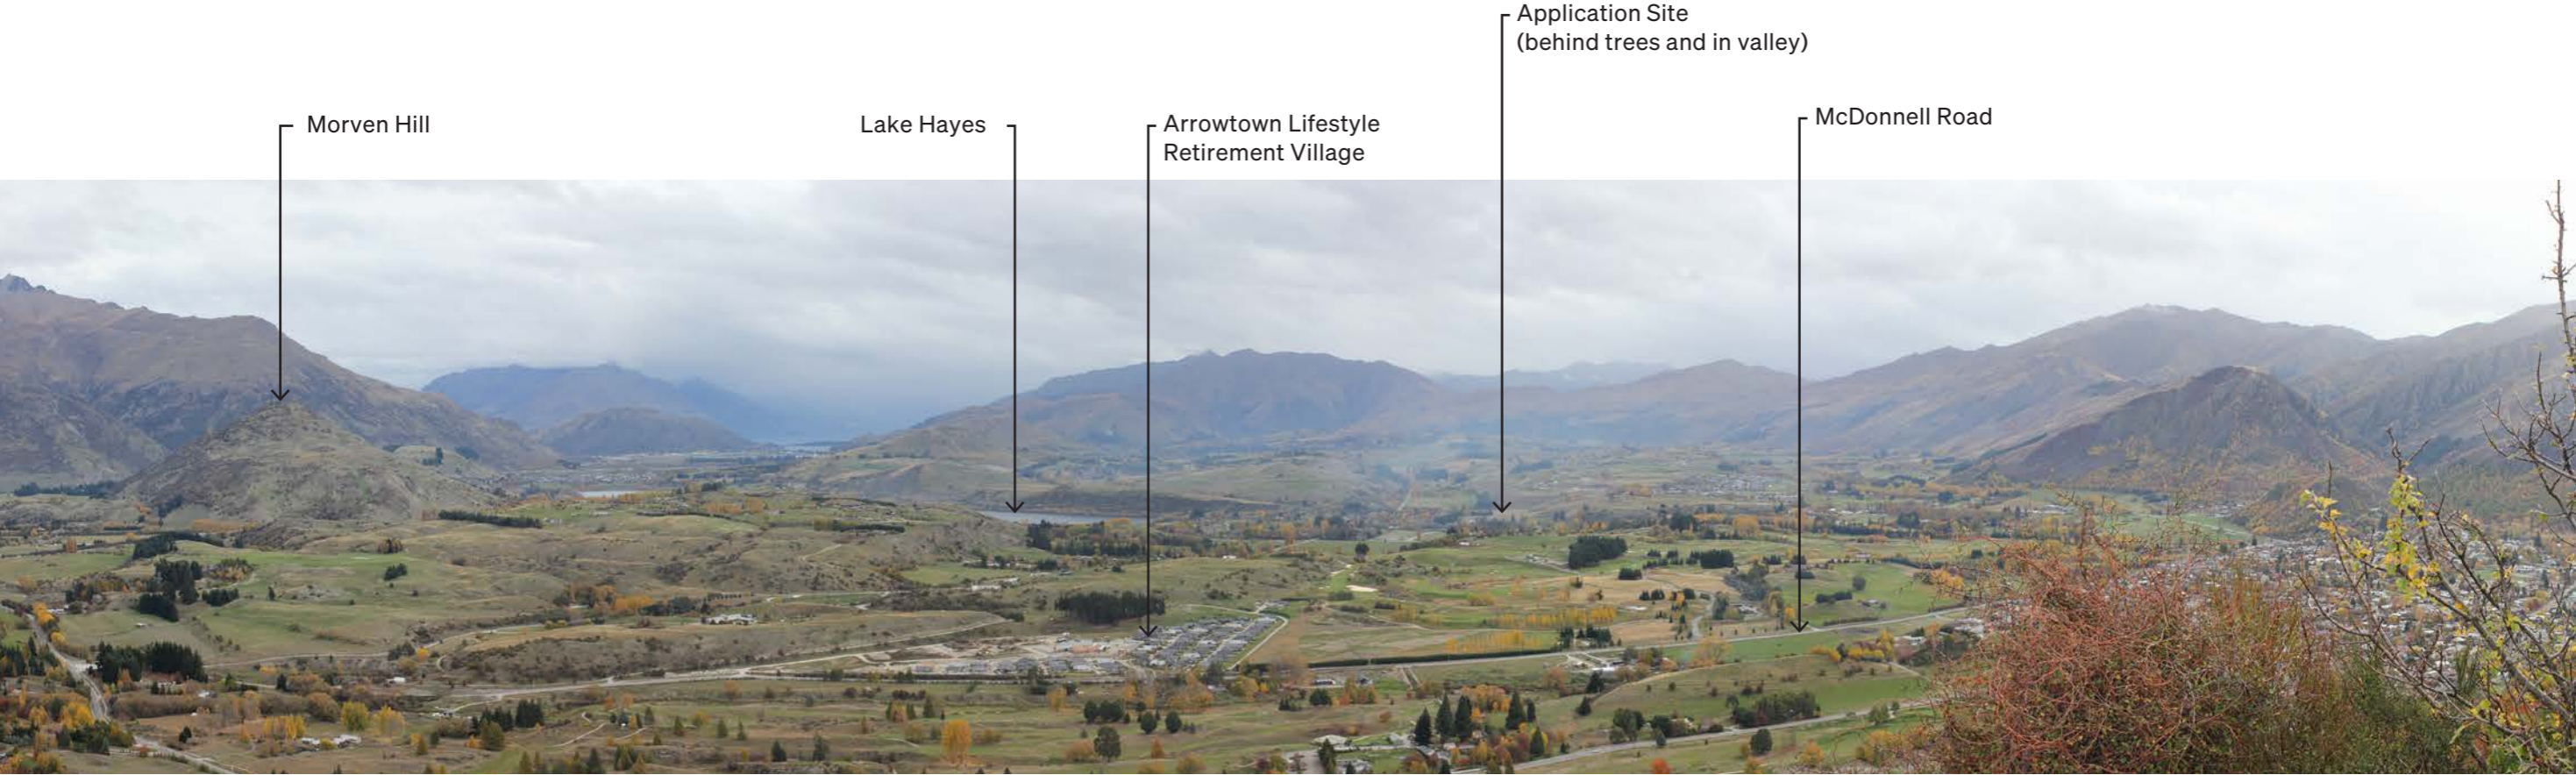 Application Site
(behind trees and in valley)
Morven Hill
Lake Hayes
Arrowtown Lifestyle
Retirement Village
McDonnell Road